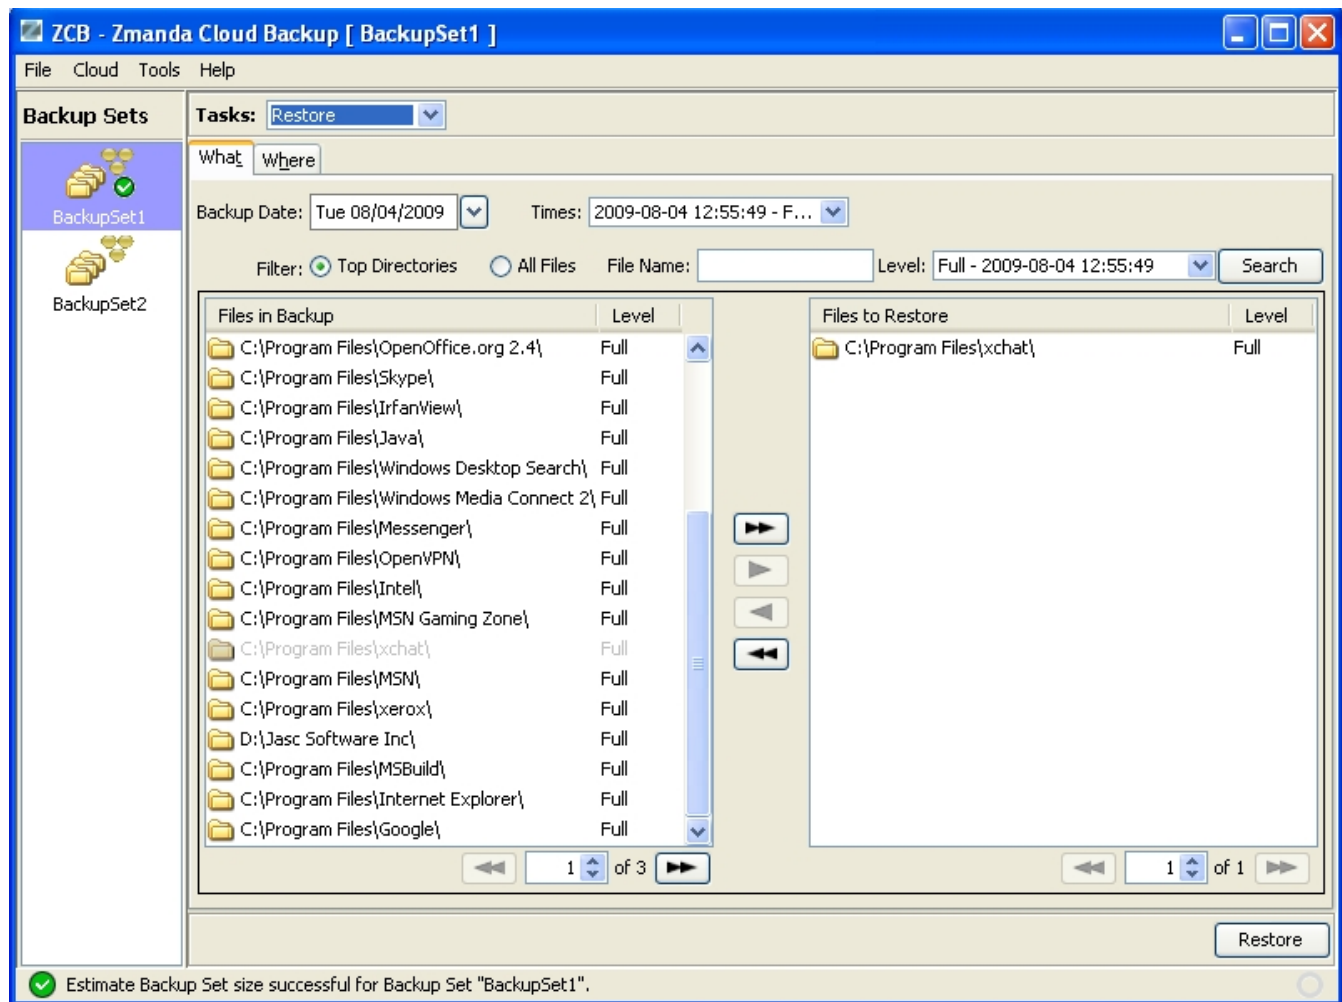 ZCB - Zmanda Cloud Backup [ BackupSet1 ]
File Cloud Tools Help
Backup Sets
BackupSet1
BackupSet2
Tasks: Restore
What Where
Backup Date: Tue 08/04/2009 Times: 2009-08-04 12:55:49 - F...
Filter: Top Directories All Files File Name: Level: Full - 2009-08-04 12:55:49 Search
Files in Backup Level
C:\Program Files\OpenOffice.org 2.4\ Full
C:\Program Files\Skype\ Full
C:\Program Files\IrfanView\ Full
C:\Program Files\Java\ Full
C:\Program Files\Windows Desktop Search\ Full
C:\Program Files\Windows Media Connect 2\ Full
C:\Program Files\Messenger\ Full
C:\Program Files\OpenVPN\ Full
C:\Program Files\Intel\ Full
C:\Program Files\MSN Gaming Zone\ Full
C:\Program Files\xchat\ Full
C:\Program Files\MSN\ Full
C:\Program Files\xerox\ Full
D:\Jasc Software Inc\ Full
C:\Program Files\MSBuild\ Full
C:\Program Files\Internet Explorer\ Full
C:\Program Files\Google\ Full
1 of 3
Files to Restore Level
C:\Program Files\xchat\ Full
1 of 1
Restore
Estimate Backup Set size successful for Backup Set "BackupSet1".